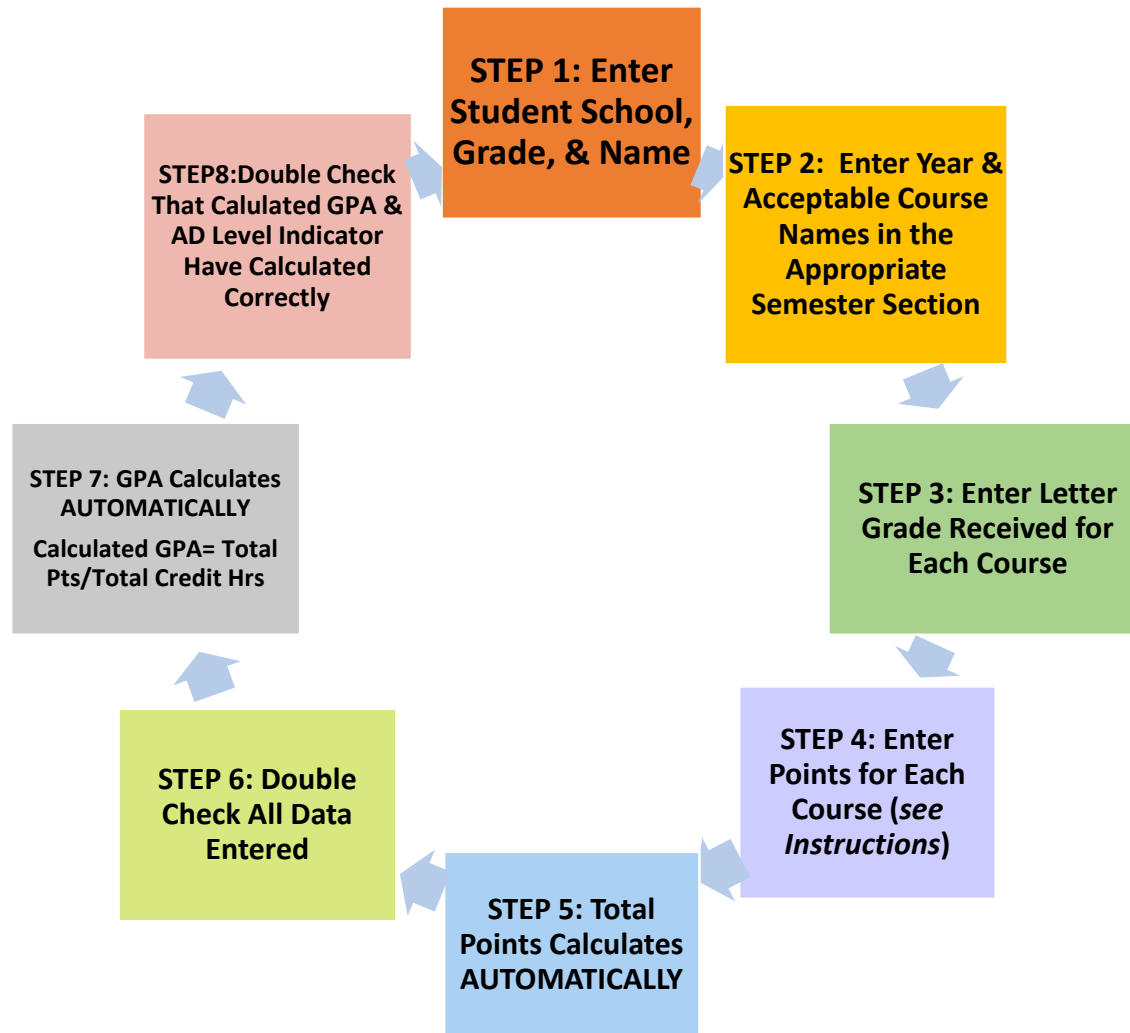 STEP 1: Enter
Student School,
Grade, & Name
STEP 2:  Enter Year &
Acceptable Course
Names in the
Appropriate
Semester Section
STEP 3: Enter Letter
Grade Received for
Each Course
STEP 4: Enter
Points for Each
Course (see
Instructions)
STEP 5: Total
Points Calculates
AUTOMATICALLY
STEP 6: Double
Check All Data
Entered
STEP 7: GPA Calculates
AUTOMATICALLY
Calculated GPA= Total
Pts/Total Credit Hrs
STEP8:Double Check
That Calulated GPA &
AD Level Indicator
Have Calculated
Correctly